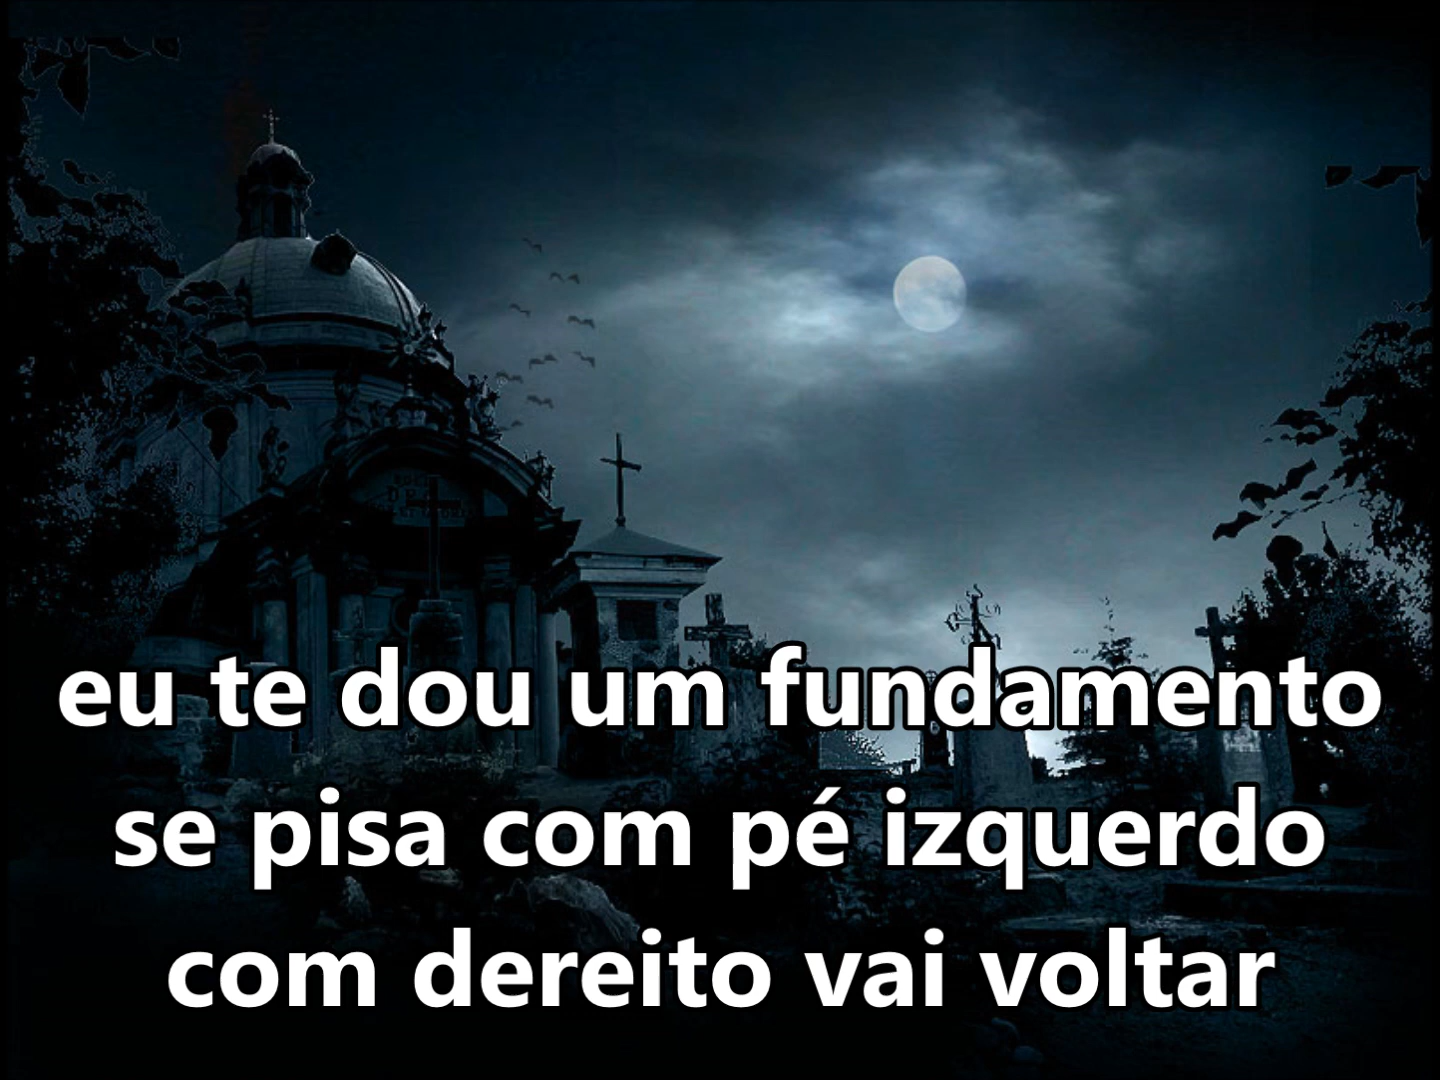 eu te dou um fundamento
se pisa com pé izquerdo
com dereito vai voltar